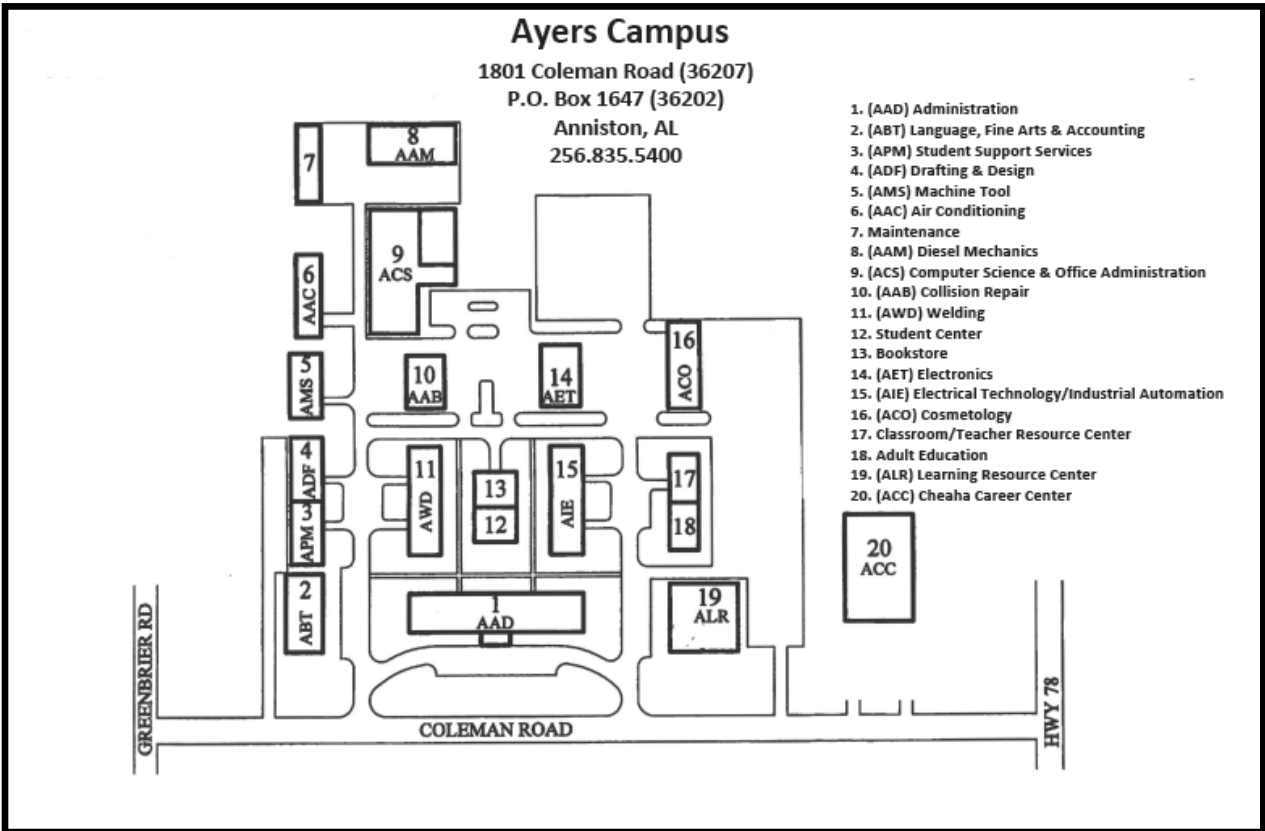 Ayers Campus
1801 Coleman Road (36207)
P.O. Box 1647 (36202)
Anniston, AL
256.835.5400
1. (AAD) Administration
2. (ABT) Language, Fine Arts & Accounting
3. (APM) Student Support Services
4. (ADF) Drafting & Design
5. (AMS) Machine Tool
6. (AAC) Air Conditioning
7. Maintenance
8. (AAM) Diesel Mechanics
9. (ACS) Computer Science & Office Administration
10. (AAB) Collision Repair
11. (AWD) Welding
12. Student Center
13. Bookstore
14. (AET) Electronics
15. (AIE) Electrical Technology/Industrial Automation
16. (ACO) Cosmetology
17. Classroom/Teacher Resource Center
18. Adult Education
19. (ALR) Learning Resource Center
20. (ACC) Cheaha Career Center
7
8
AAM
9
ACS
AAC 6
AMS 5
10
AAB
14
AET
16
ACO
ADF 4
APM 3
11
AWD
13
12
15
AIE
17
18
20
ACC
2
ABT
1
AAD
19
ALR
GREENBRIER RD
COLEMAN ROAD
HWY 78